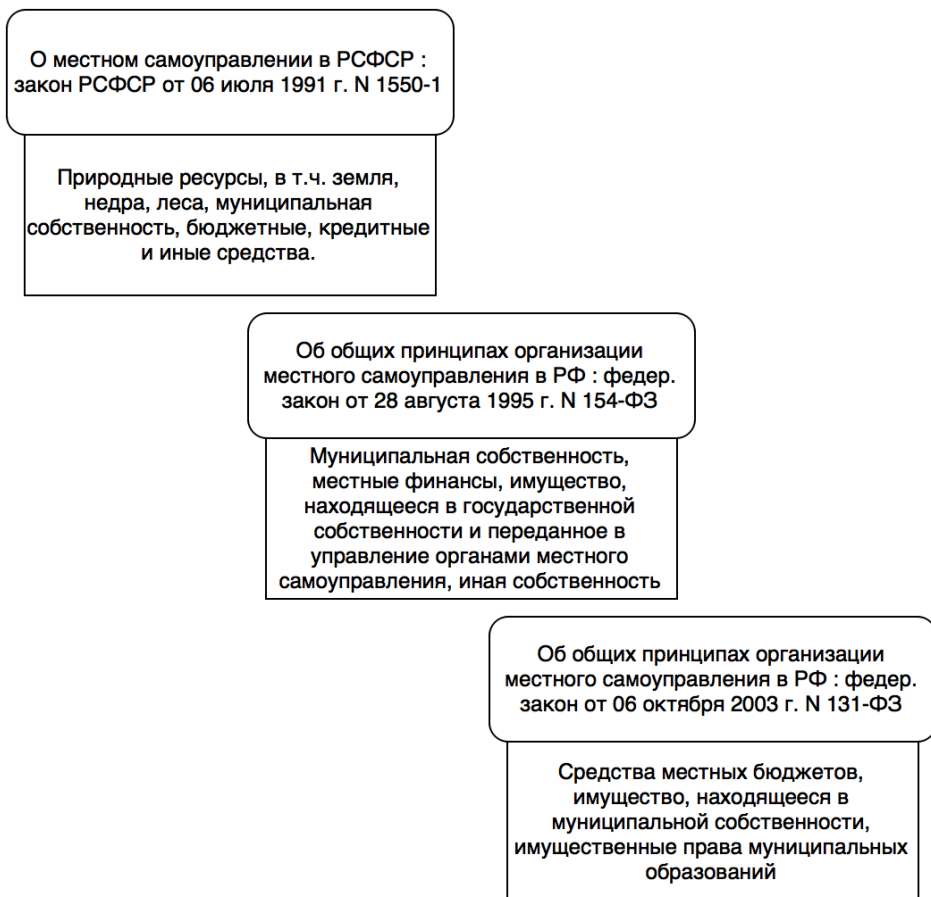 О местном самоуправлении в РСФСР :
закон РСФСР от 06 июля 1991 г. N 1550-1
Природные ресурсы, в т.ч. земля,
недра, леса, муниципальная
собственность, бюджетные, кредитные
и иные средства.
Об общих принципах организации
местного самоуправления в РФ : федер.
закон от 28 августа 1995 г. N 154-ФЗ
Муниципальная собственность,
местные финансы, имущество,
находящееся в государственной
собственности и переданное в
управление органами местного
самоуправления, иная собственность
Об общих принципах организации
местного самоуправления в РФ : федер.
закон от 06 октября 2003 г. N 131-ФЗ
Средства местных бюджетов,
имущество, находящееся в
муниципальной собственности,
имущественные права муниципальных
образований